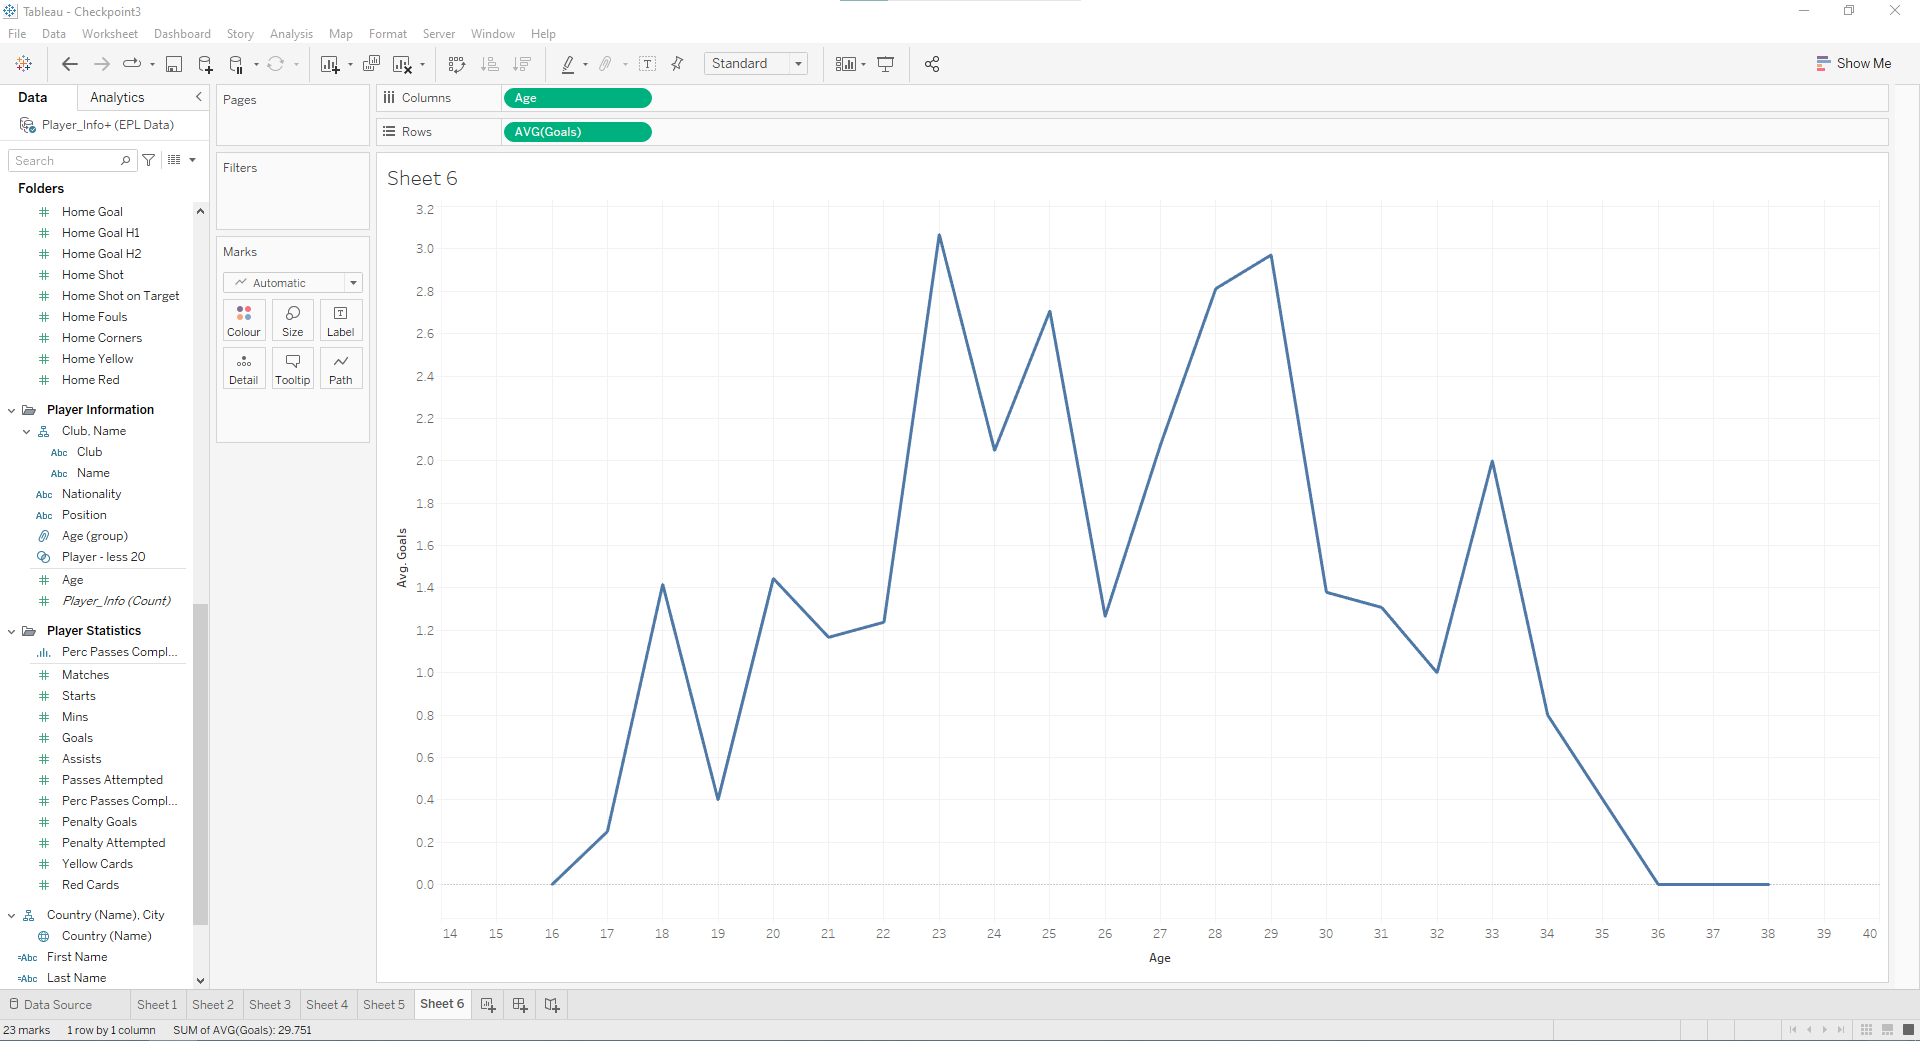 Tableau - Checkpoint3
File Data Worksheet Dashboard Story Analysis Map Format Server Window Help
Standard
Show Me
Data Analytics
Player_Info+ (EPL Data)
Search
Folders
Home Goal
Home Goal H1
Home Goal H2
Home Shot
Home Shot on Target
Home Fouls
Home Corners
Home Yellow
Home Red
Player Information
Club, Name
Abc Club
Abc Name
Abc Nationality
Abc Position
Age (group)
Player - less 20
Age
Player_Info (Count)
Player Statistics
Perc Passes Compl...
Matches
Starts
Mins
Goals
Assists
Passes Attempted
Perc Passes Compl...
Penalty Goals
Penalty Attempted
Yellow Cards
Red Cards
Country (Name), City
Country (Name)
=Abc First Name
=Abc Last Name
Pages
Filters
Marks
Automatic
Colour Size Label
Detail Tooltip Path
Columns Age
Rows AVG(Goals)
Sheet 6
3.2
3.0
2.8
2.6
2.4
2.2
2.0
1.8
1.6
1.4
1.2
1.0
0.8
0.6
0.4
0.2
0.0
Avg. Goals
14 15 16 17 18 19 20 21 22 23 24 25 26 27 28 29 30 31 32 33 34 35 36 37 38 39 40
Age
Data Source Sheet 1 Sheet 2 Sheet 3 Sheet 4 Sheet 5 Sheet 6
23 marks 1 row by 1 column SUM of AVG(Goals): 29.751